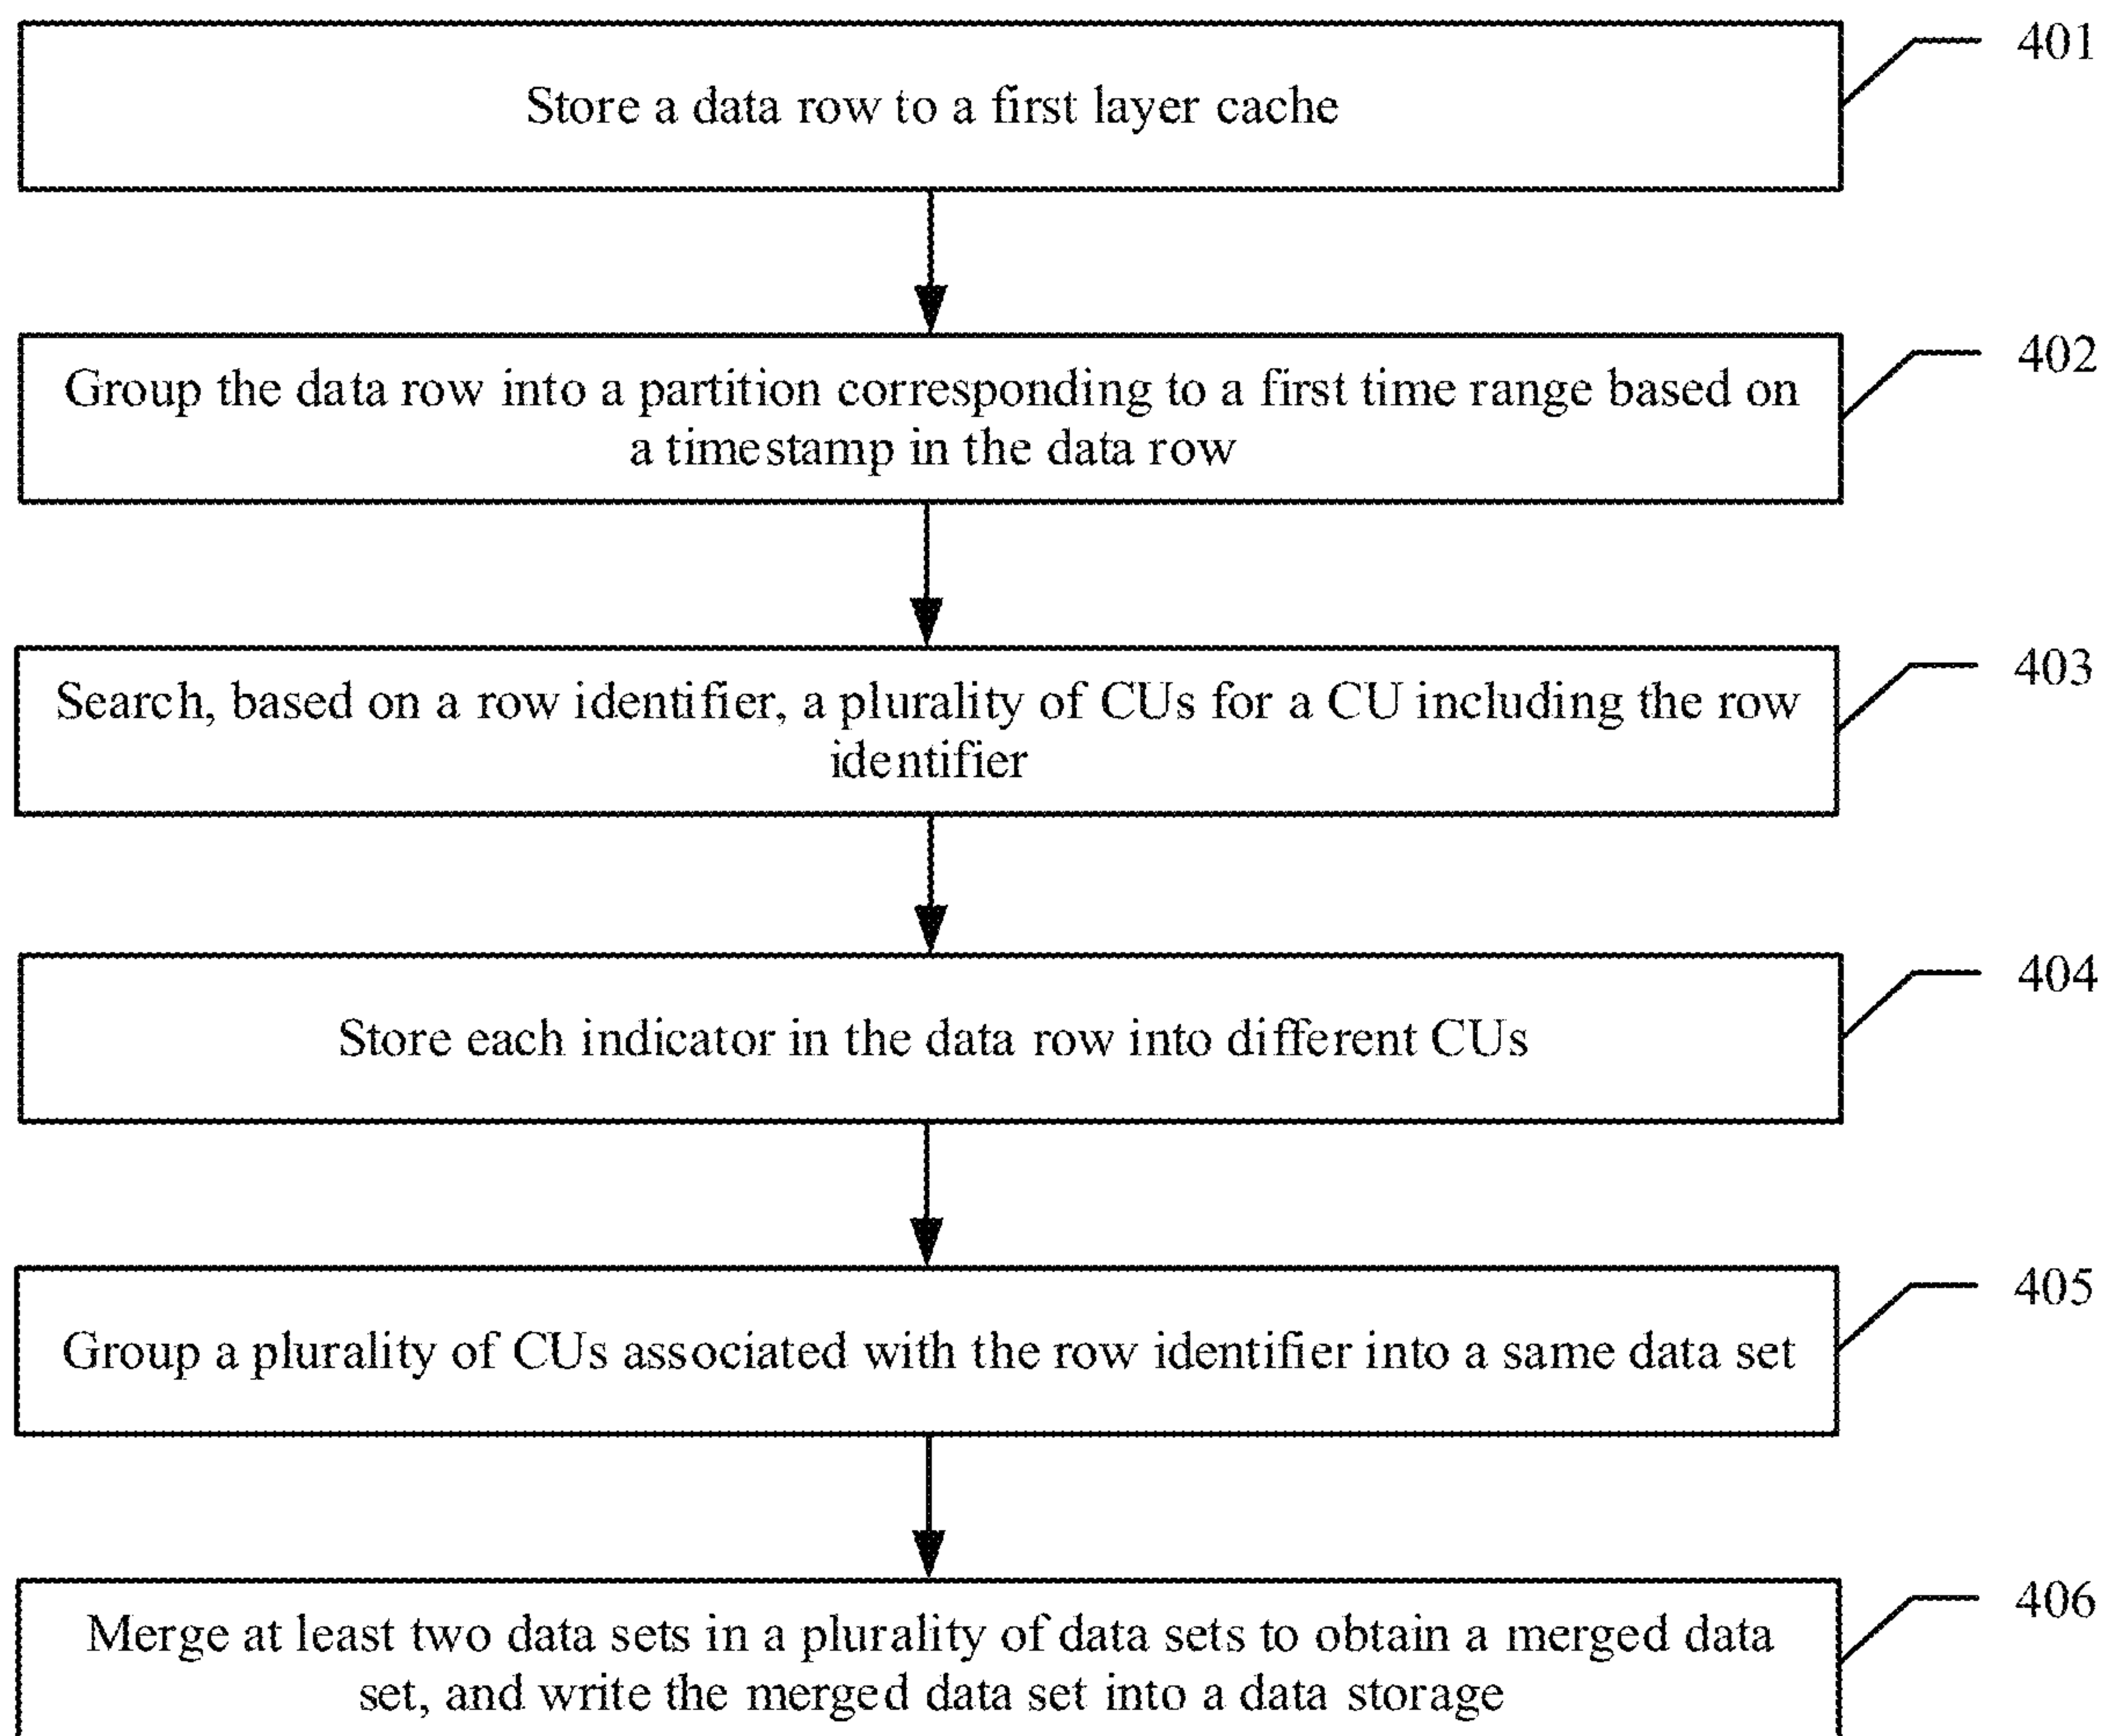 401
Store a data row to a first layer cache
402
Group the data row into a partition corresponding to a first time range based on
a timestamp in the data row
403
Search, based on a row identifier, a plurality of CUs for a CU including the row
identifier
404
Store each indicator in the data row into different CUs
405
Group a plurality of CUs associated with the row identifier into a same data set
406
Merge at least two data sets in a plurality of data sets to obtain a merged data
set, and write the merged data set into a data storage